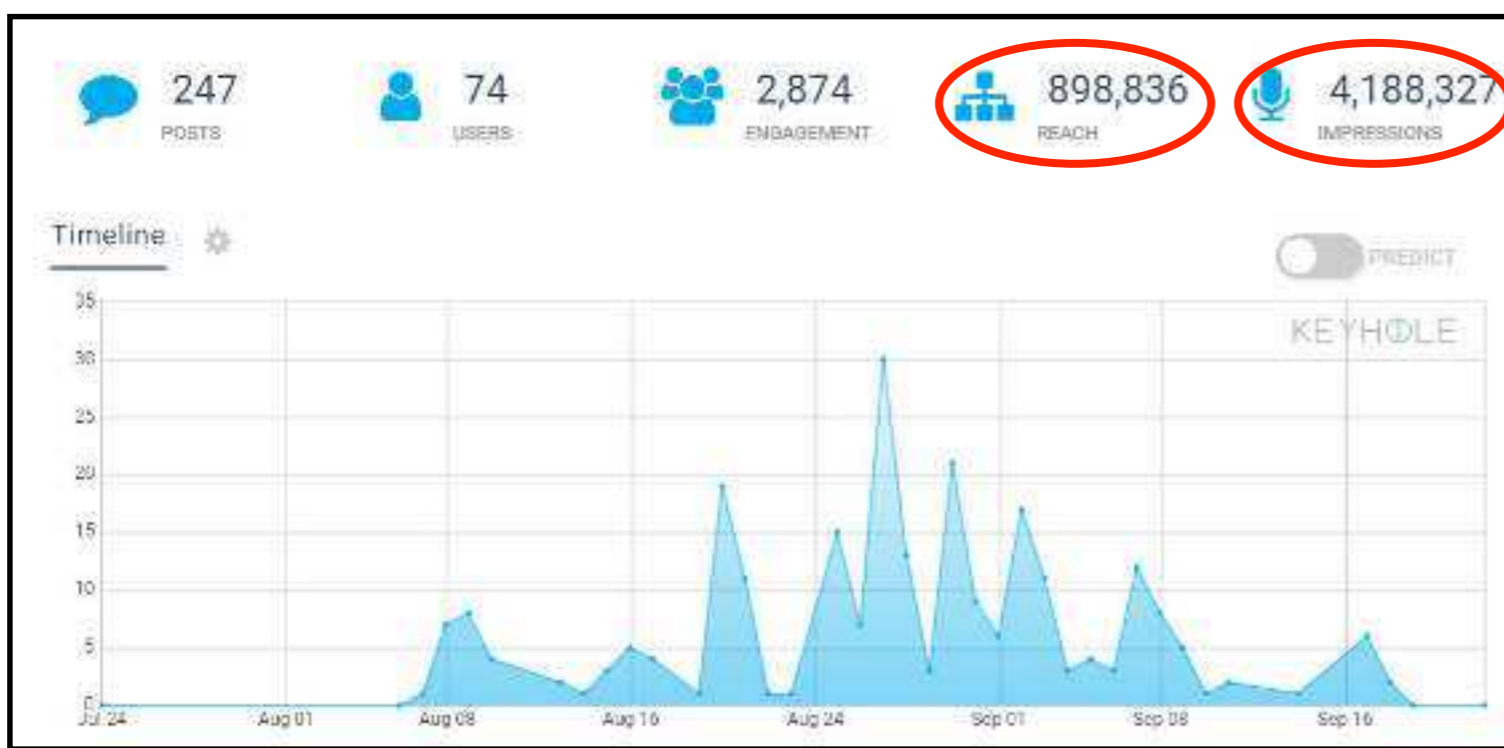 247
POSTS
74
USERS
2,874
ENGAGEMENT
898,836
REACH
4,188,327
IMPRESSIONS
Timeline
PREDICT
KEYHOLE
35
30
25
20
15
10
5
0
Jul 24
Aug 01
Aug 08
Aug 16
Aug 24
Sep 01
Sep 08
Sep 16